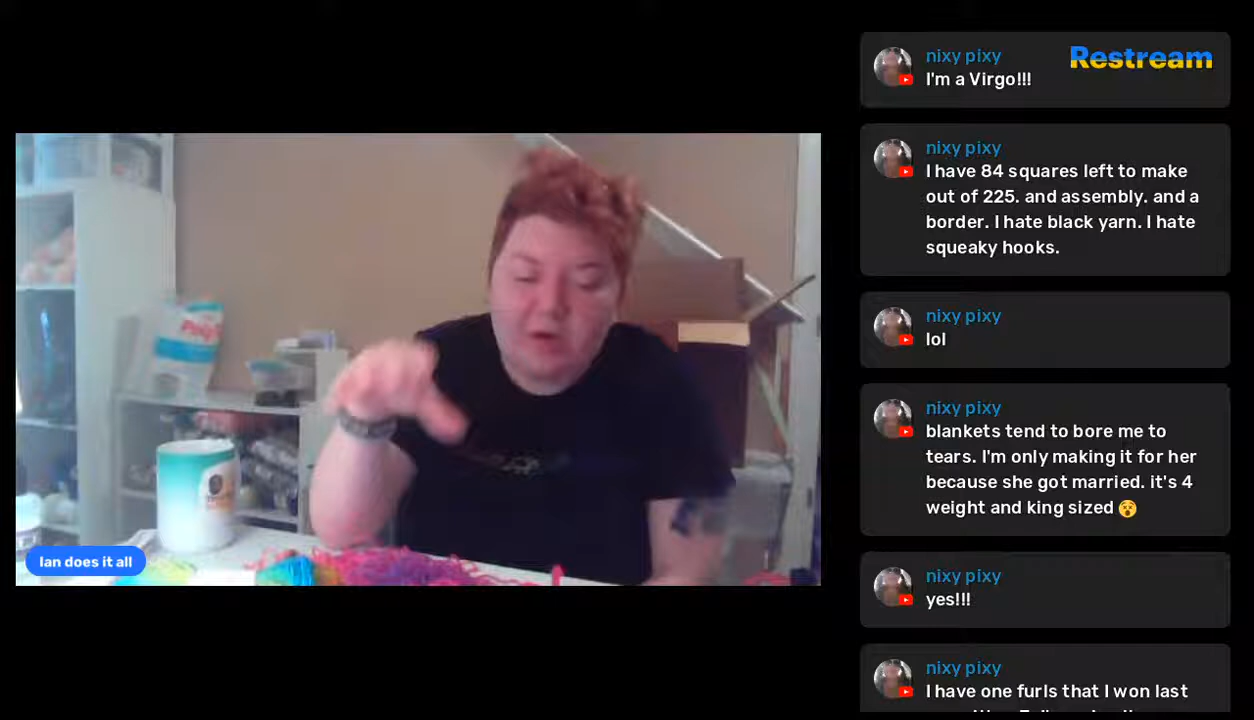 nixy pixy
Restream
I'm a Virgo!!!
nixy pixy
I have 84 squares left to make
out of 225. and assembly. and a
border. I hate black yarn. I hate
squeaky hooks.
nixy pixy
lol
nixy pixy
blankets tend to bore me to
tears. I'm only making it for her
because she got married. it's 4
weight and king sized 😵
nixy pixy
yes!!!
nixy pixy
I have one furls that I won last
Ian does it all